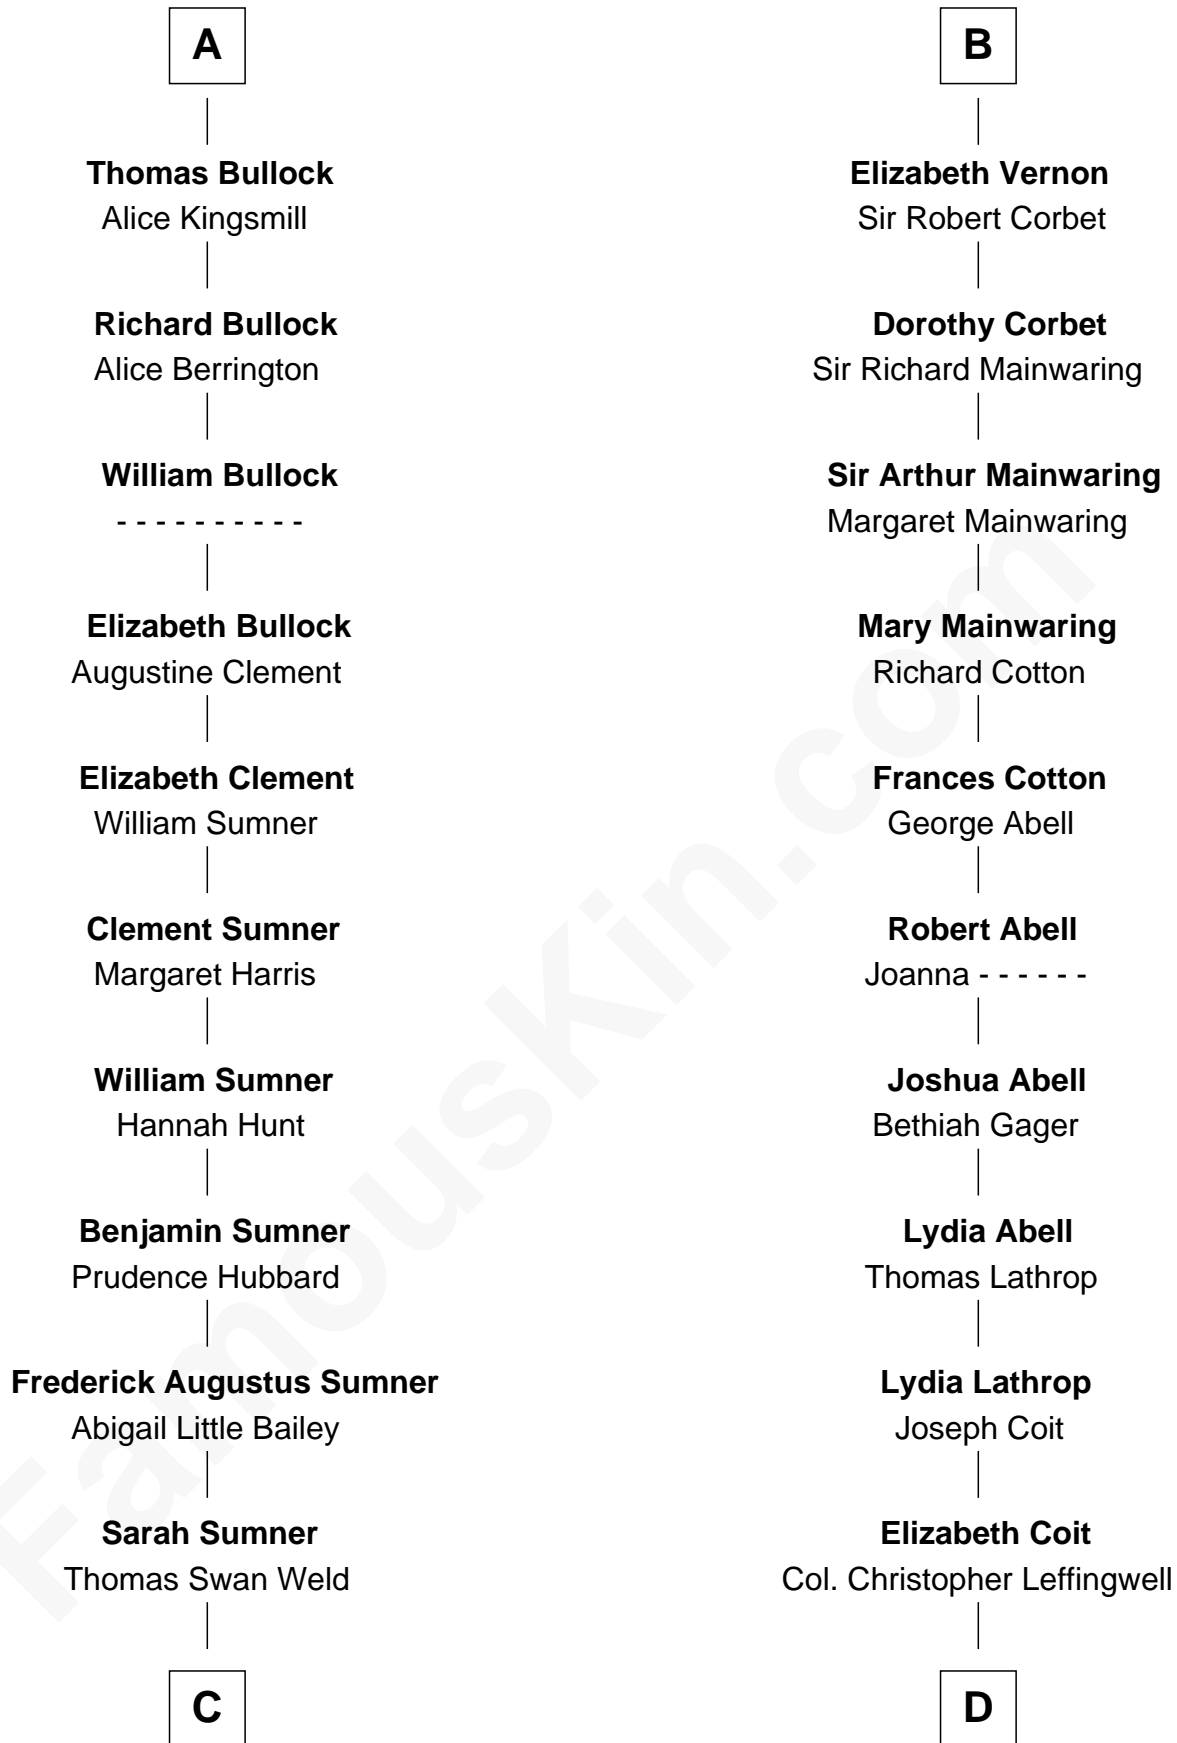 A
Thomas Bullock
Alice Kingsmill
Richard Bullock
Alice Berrington
William Bullock
- - - - - - - - - -
Elizabeth Bullock
Augustine Clement
Elizabeth Clement
William Sumner
Clement Sumner
Margaret Harris
William Sumner
Hannah Hunt
Benjamin Sumner
Prudence Hubbard
Frederick Augustus Sumner
Abigail Little Bailey
Sarah Sumner
Thomas Swan Weld
C
B
Elizabeth Vernon
Sir Robert Corbet
Dorothy Corbet
Sir Richard Mainwaring
Sir Arthur Mainwaring
Margaret Mainwaring
Mary Mainwaring
Richard Cotton
Frances Cotton
George Abell
Robert Abell
Joanna - - - - - -
Joshua Abell
Bethiah Gager
Lydia Abell
Thomas Lathrop
Lydia Lathrop
Joseph Coit
Elizabeth Coit
Col. Christopher Leffingwell
D
FamousKin.com